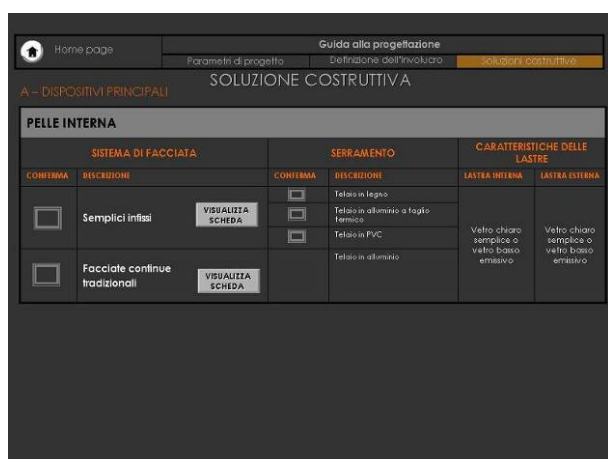 Home page
Guida alla progettazione
Parametri di progetto
Definizione dell'involucro
Soluzioni costruttive
A – DISPOSITIVI PRINCIPALI
SOLUZIONE COSTRUTTIVA
PELLE INTERNA
SISTEMA DI FACCIATA
SERRAMENTO
CARATTERISTICHE DELLE
LASTRE
CONFERMA
DESCRIZIONE
CONFERMA
DESCRIZIONE
LASTRA INTERNA
LASTRA ESTERNA
Semplici infissi
VISUALIZZA
SCHEDA
Telaio in legno
Telaio in alluminio a taglio
termico
Telaio in PVC
Facciate continue
tradizionali
VISUALIZZA
SCHEDA
Telaio in alluminio
Vetro chiaro
semplice o
vetro basso
emissivo
Vetro chiaro
semplice o
vetro basso
emissivo